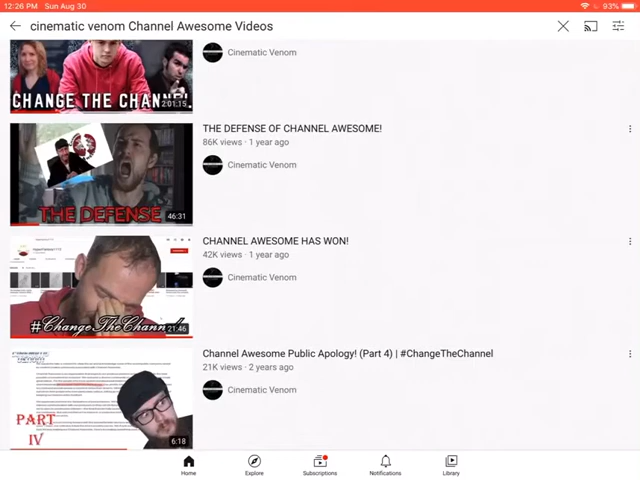 12:26 PM Sun Aug 30
93%
cinematic venom Channel Awesome Videos
CHANGE THE CHANNEL
2:01:15
Cinematic Venom
THE DEFENSE OF CHANNEL AWESOME!
86K views · 1 year ago
THE DEFENSE
46:31
Cinematic Venom
CHANNEL AWESOME HAS WON!
42K views · 1 year ago
#ChangeTheChann
21:46
Cinematic Venom
Channel Awesome Public Apology! (Part 4) | #ChangeTheChannel
21K views · 2 years ago
PART
IV
6:18
Cinematic Venom
Home
Explore
Subscriptions
Notifications
Library